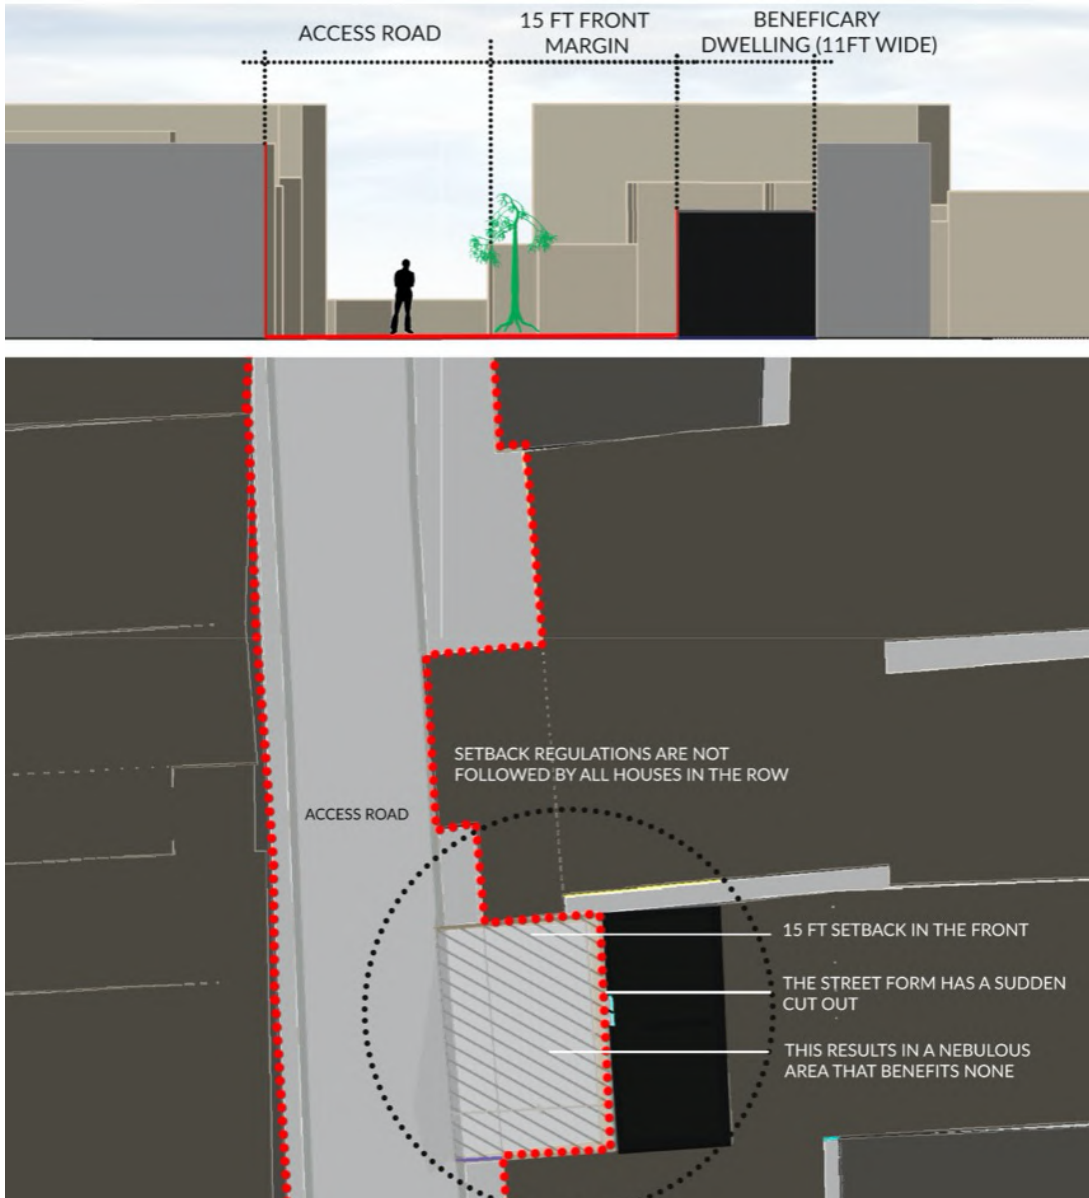 ACCESS ROAD
15 FT FRONT
MARGIN
BENEFICARY
DWELLING (11FT WIDE)
SETBACK REGULATIONS ARE NOT
FOLLOWED BY ALL HOUSES IN THE ROW
ACCESS ROAD
15 FT SETBACK IN THE FRONT
THE STREET FORM HAS A SUDDEN
CUT OUT
THIS RESULTS IN A NEBULOUS
AREA THAT BENEFITS NONE